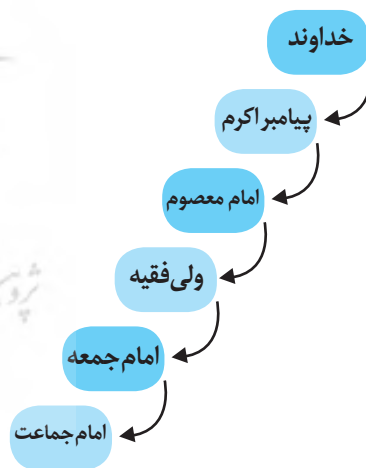 خداوند
پیامبر اکرم
امام معصوم
ولی‌فقیه
امام جمعه
امام جماعت